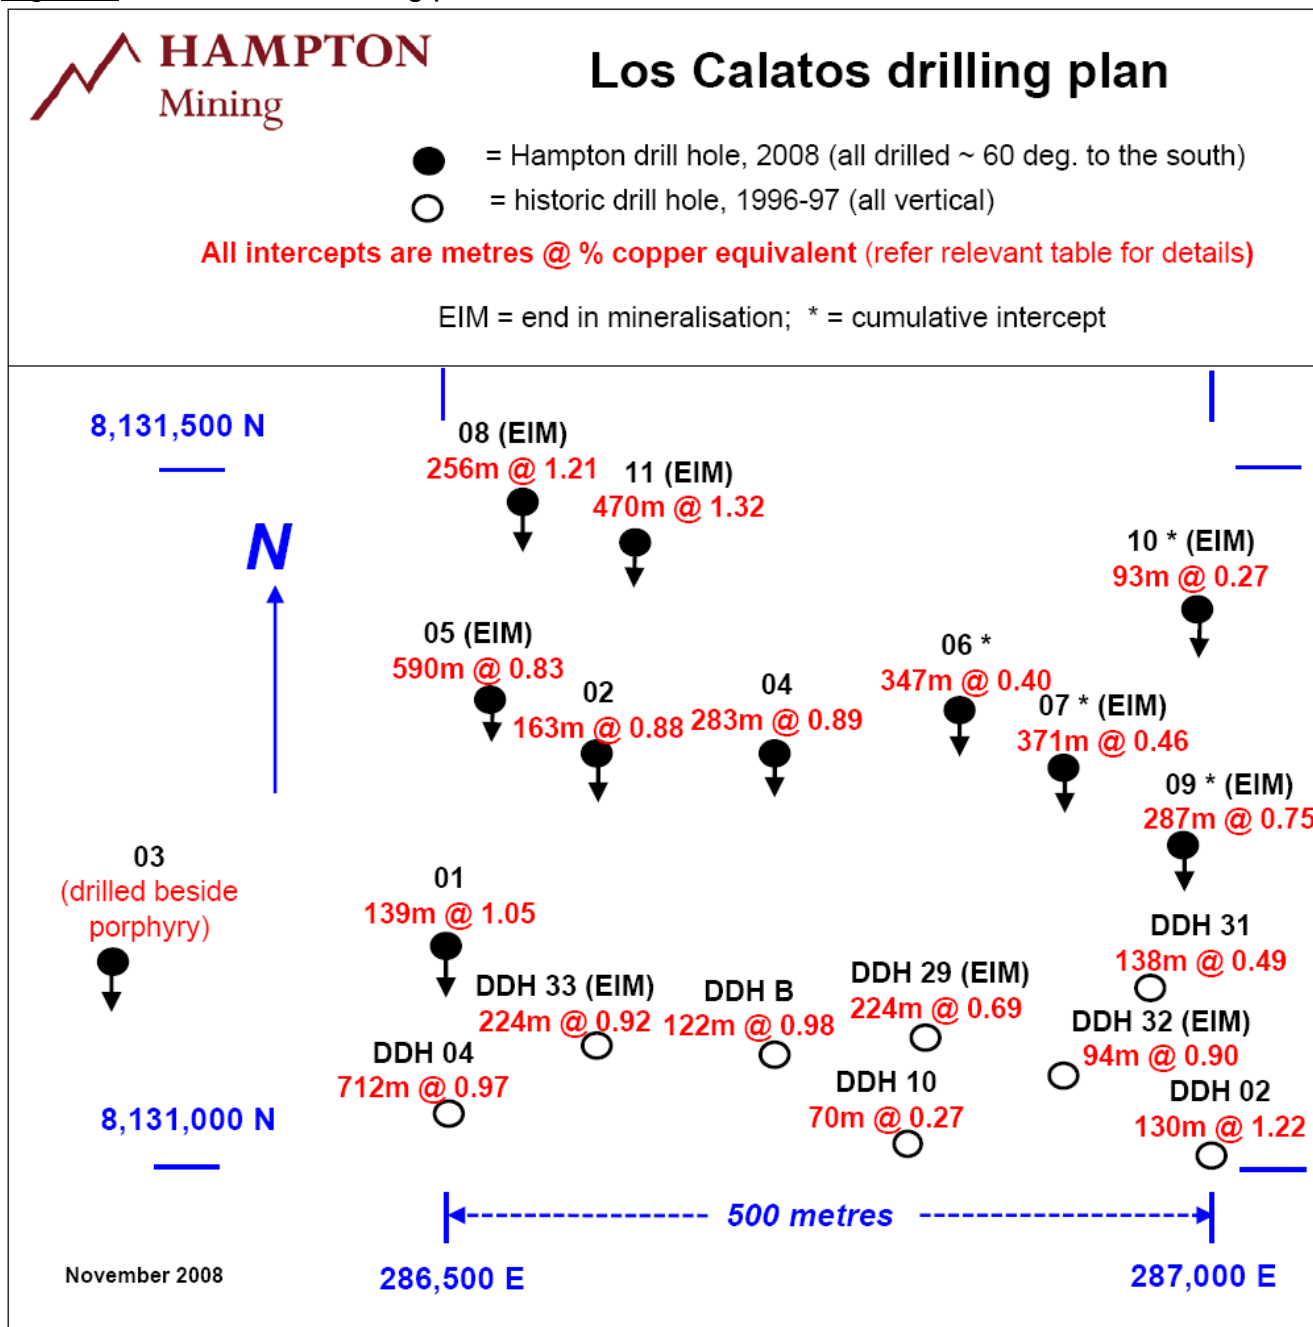 HAMPTON
Mining
Los Calatos drilling plan
= Hampton drill hole, 2008 (all drilled ~ 60 deg. to the south)
= historic drill hole, 1996-97 (all vertical)
All intercepts are metres @ % copper equivalent (refer relevant table for details)
EIM = end in mineralisation; * = cumulative intercept
8,131,500 N
08 (EIM)
256m @ 1.21
11 (EIM)
470m @ 1.32
N
10 * (EIM)
93m @ 0.27
05 (EIM)
590m @ 0.83
02
163m @ 0.88
04
283m @ 0.89
06 *
347m @ 0.40
07 * (EIM)
371m @ 0.46
09 * (EIM)
287m @ 0.75
03
(drilled beside
porphyry)
01
139m @ 1.05
DDH 31
138m @ 0.49
DDH 33 (EIM)
224m @ 0.92
DDH B
122m @ 0.98
DDH 29 (EIM)
224m @ 0.69
DDH 32 (EIM)
94m @ 0.90
DDH 04
712m @ 0.97
DDH 10
70m @ 0.27
DDH 02
130m @ 1.22
8,131,000 N
500 metres
November 2008
286,500 E
287,000 E